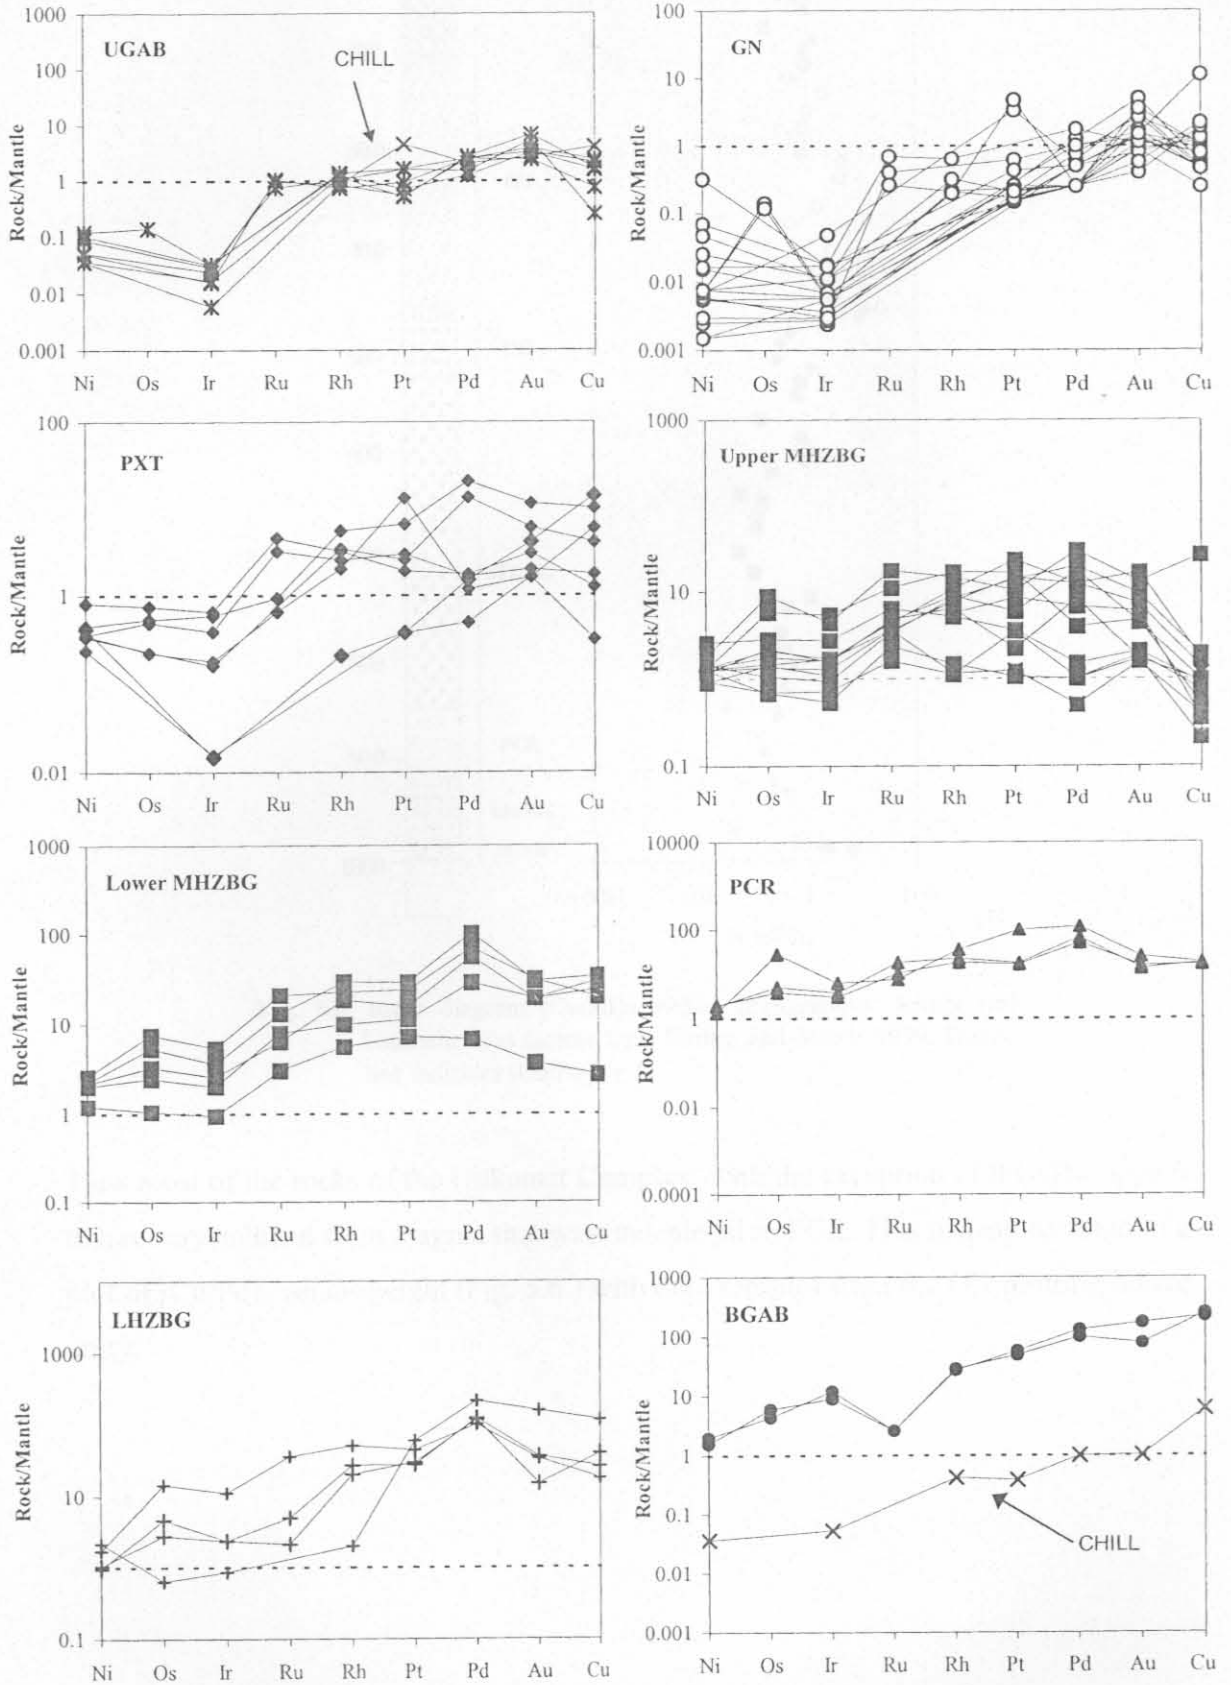 UGAB
CHILL
Rock/Mantle
1000
100
10
1
0.1
0.01
0.001
Ni Os Ir Ru Rh Pt Pd Au Cu
GN
Rock/Mantle
100
10
1
0.1
0.01
0.001
Ni Os Ir Ru Rh Pt Pd Au Cu
PXT
Rock/Mantle
100
1
0.01
Ni Os Ir Ru Rh Pt Pd Au Cu
Upper MHZBG
Rock/Mantle
1000
10
0.1
Ni Os Ir Ru Rh Pt Pd Au Cu
Lower MHZBG
Rock/Mantle
1000
100
10
1
0.1
Ni Os Ir Ru Rh Pt Pd Au Cu
PCR
Rock/Mantle
10000
100
1
0.01
0.0001
Ni Os Ir Ru Rh Pt Pd Au Cu
LHZBG
Rock/Mantle
1000
10
0.1
Ni Os Ir Ru Rh Pt Pd Au Cu
BGAB
CHILL
Rock/Mantle
1000
100
10
1
0.1
0.01
0.001
Ni Os Ir Ru Rh Pt Pd Au Cu